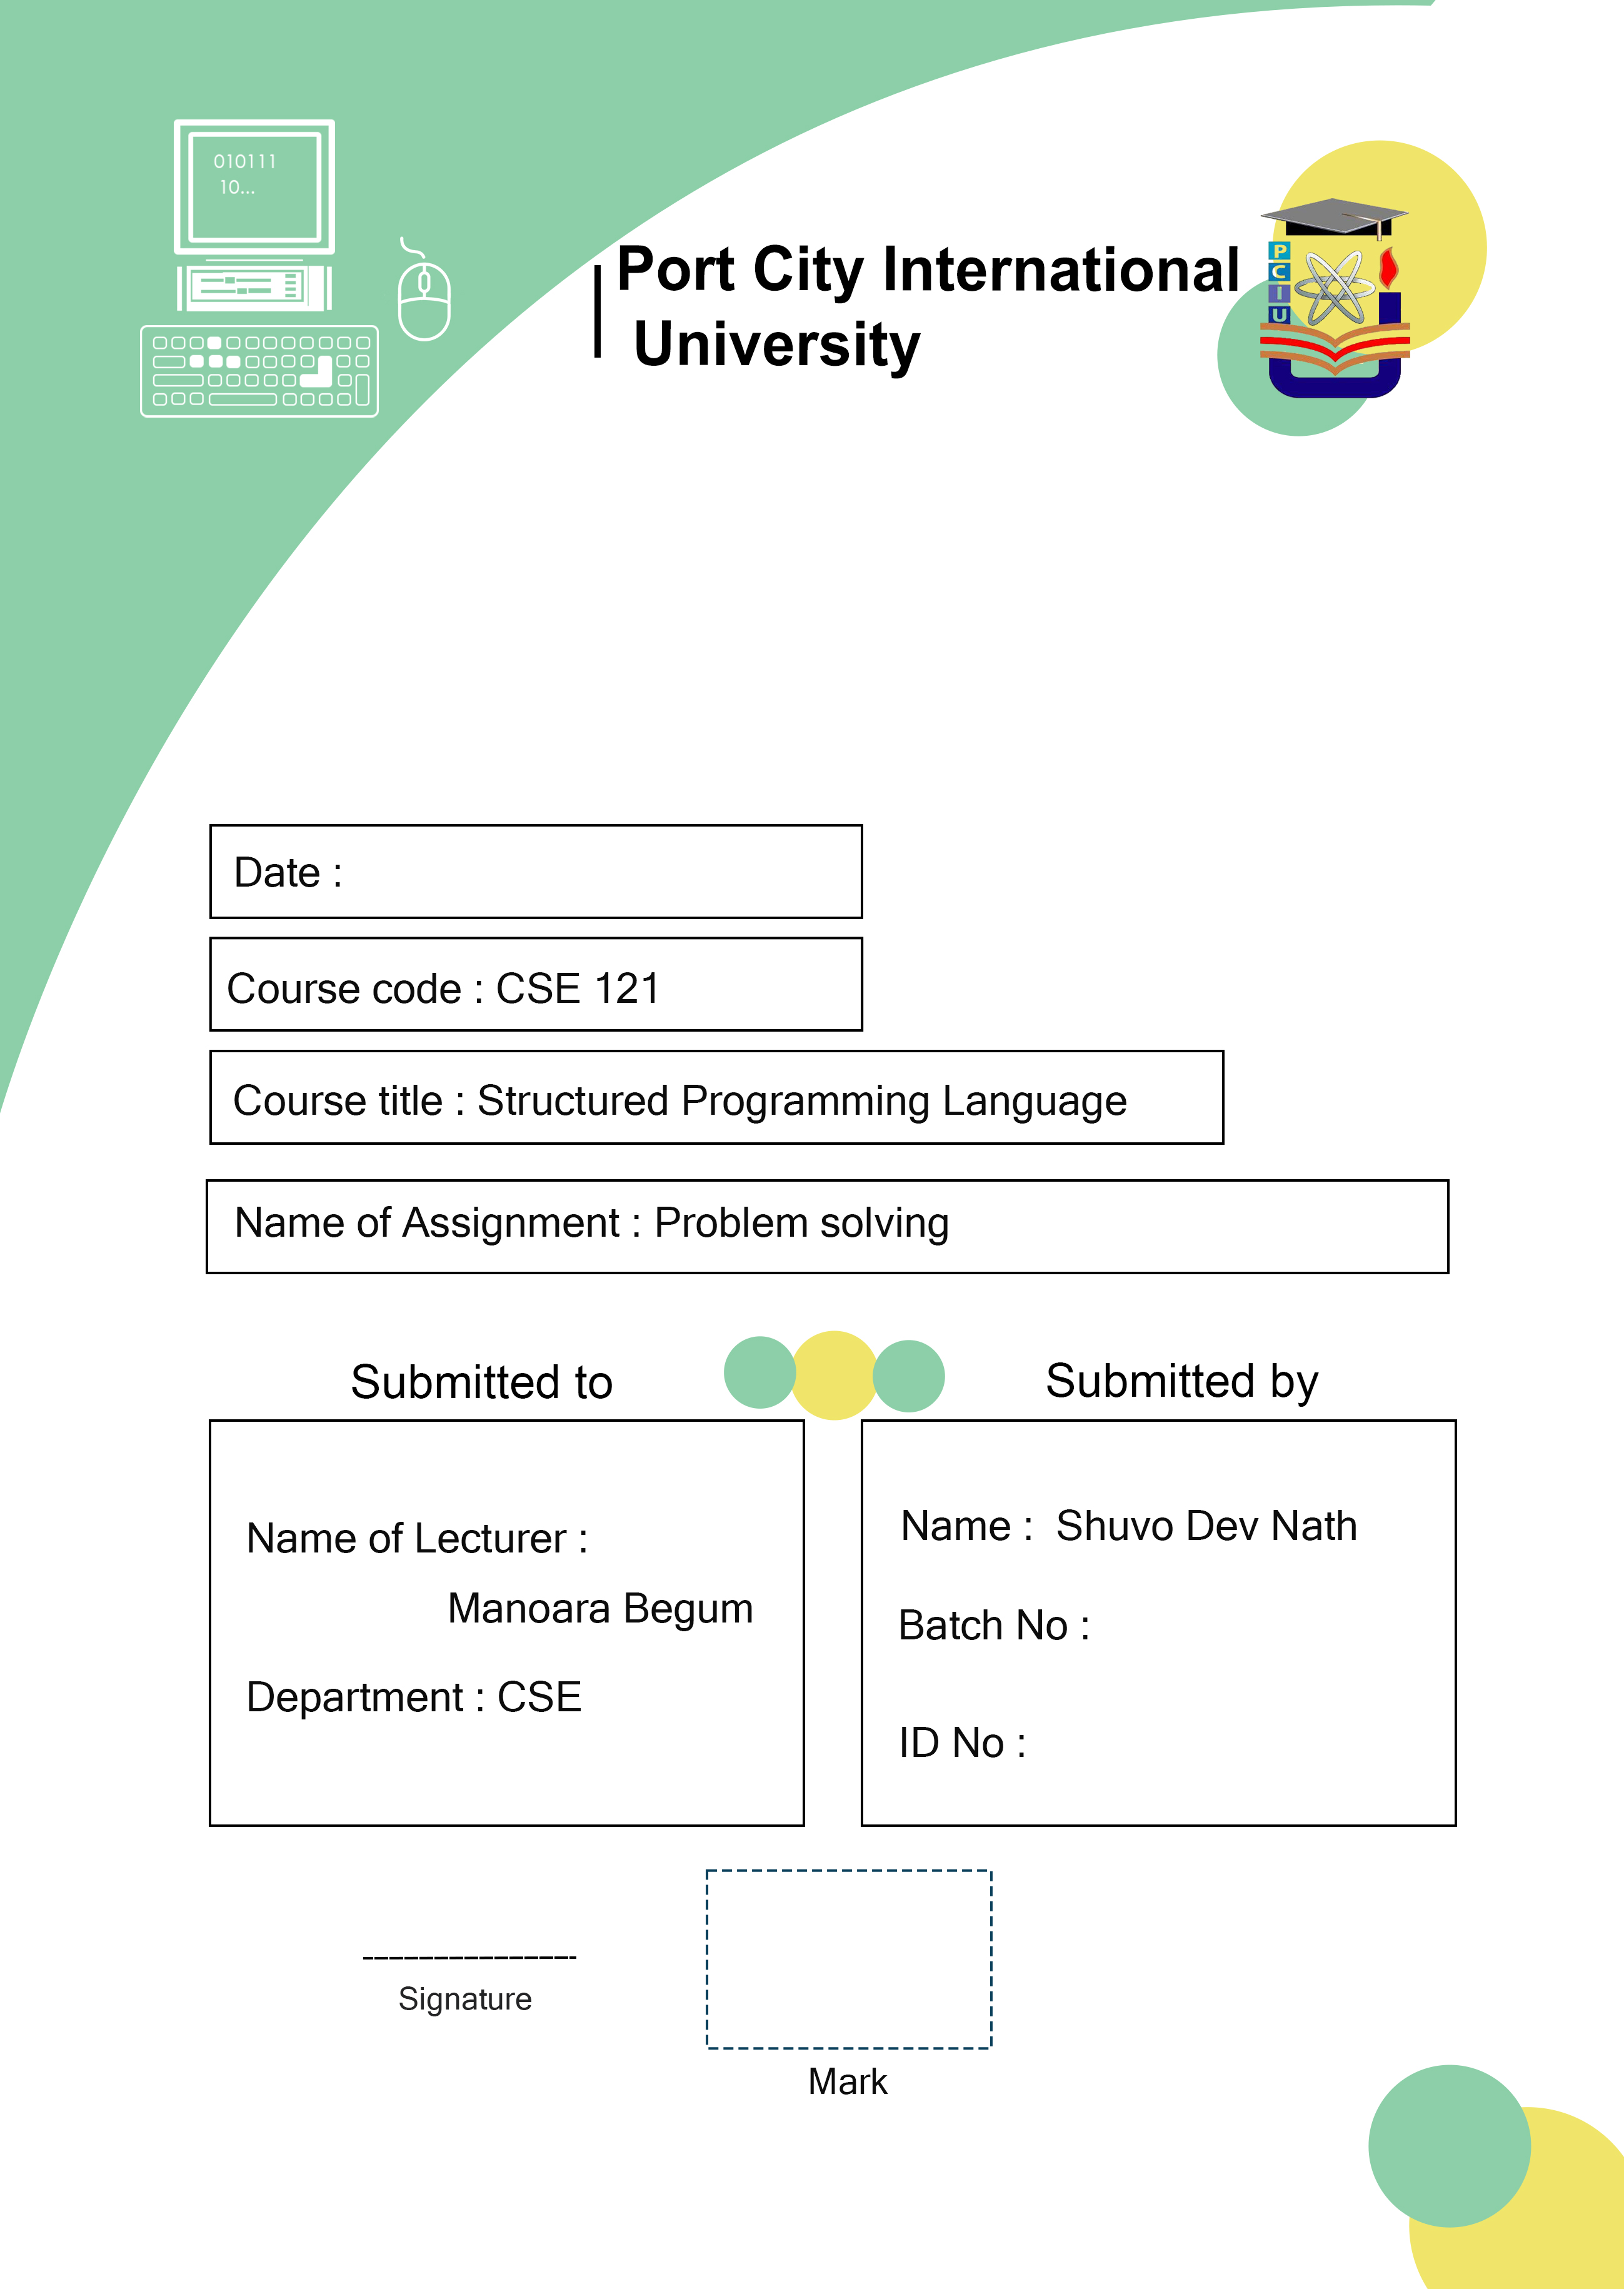 010111
10...
Port City International
University
P
C
I
U
Date :
Course code : CSE 121
Course title : Structured Programming Language
Name of Assignment : Problem solving
Submitted to
Submitted by
Name of Lecturer :
Manoara Begum
Department : CSE
Name : Shuvo Dev Nath
Batch No :
ID No :
Signature
Mark